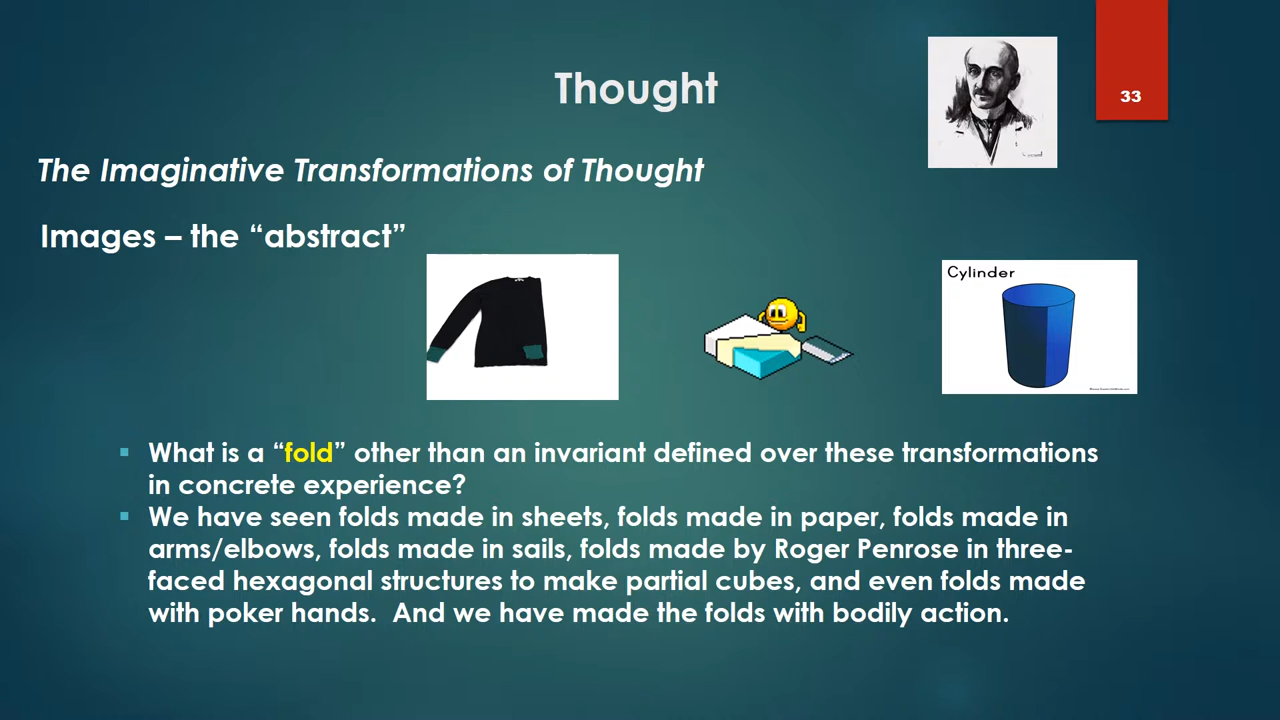 Thought
33
The Imaginative Transformations of Thought
Images – the “abstract”
Cylinder
What is a “fold” other than an invariant defined over these transformations
in concrete experience?
We have seen folds made in sheets, folds made in paper, folds made in
arms/elbows, folds made in sails, folds made by Roger Penrose in three-
faced hexagonal structures to make partial cubes, and even folds made
with poker hands.  And we have made the folds with bodily action.